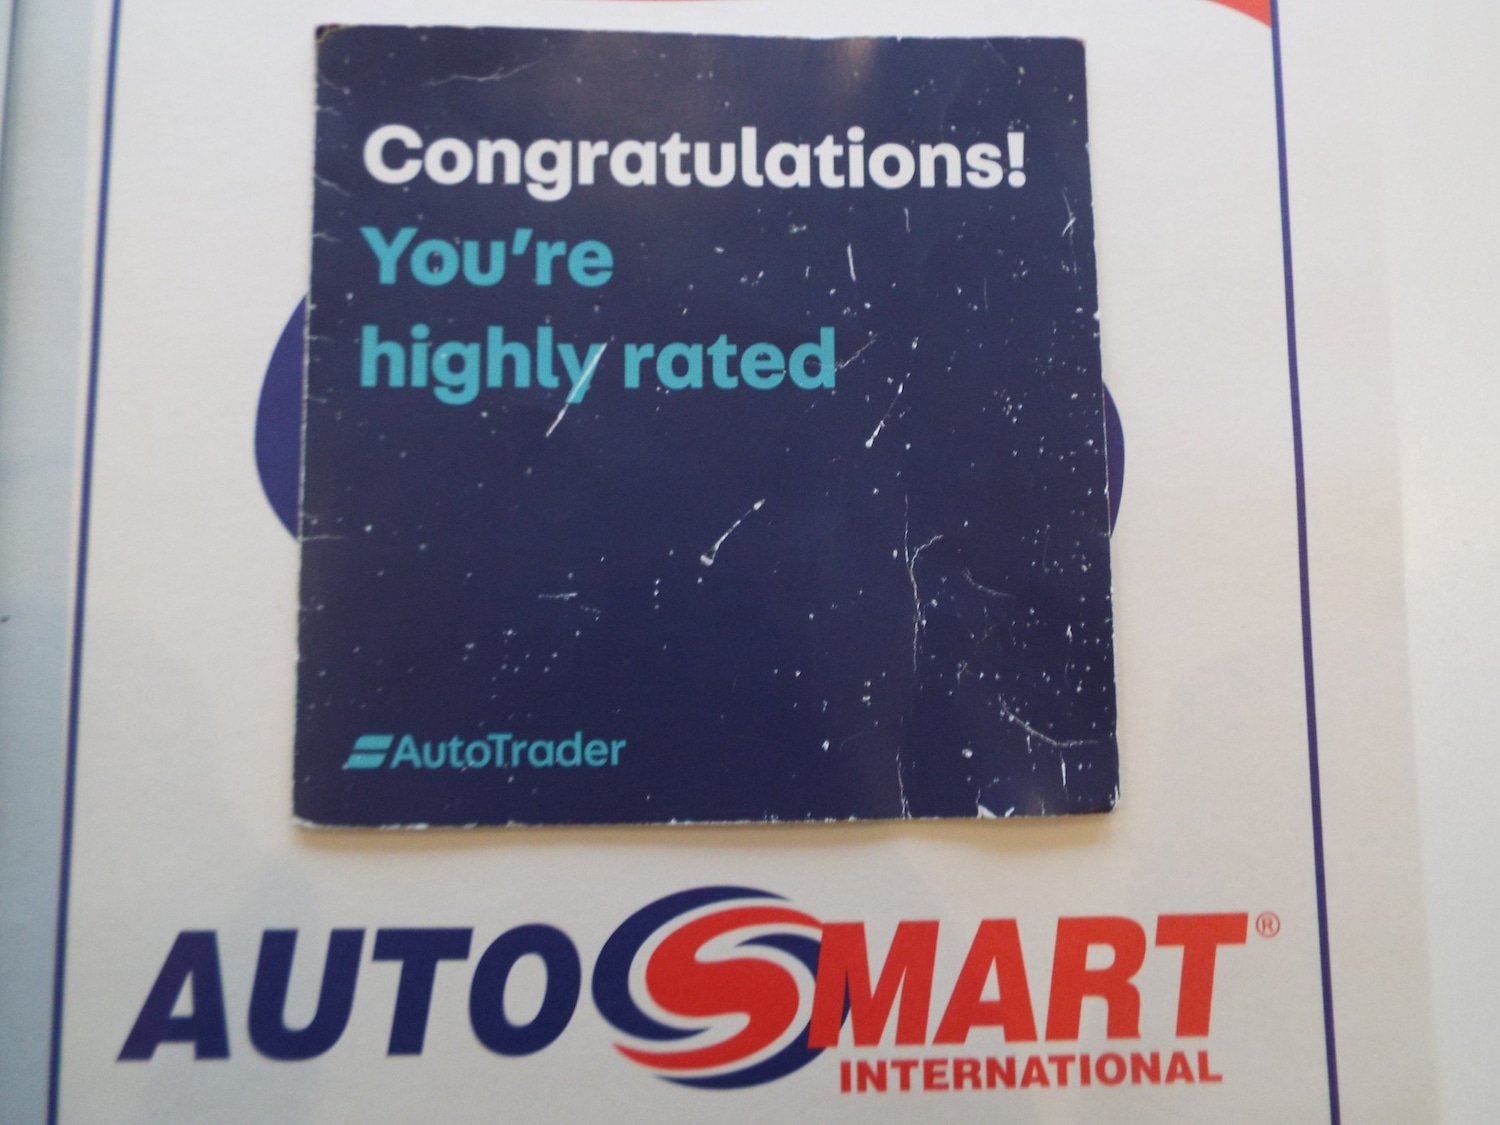 Congratulations!
You're
highly rated
AutoTrader
AUTOSMART®
INTERNATIONAL